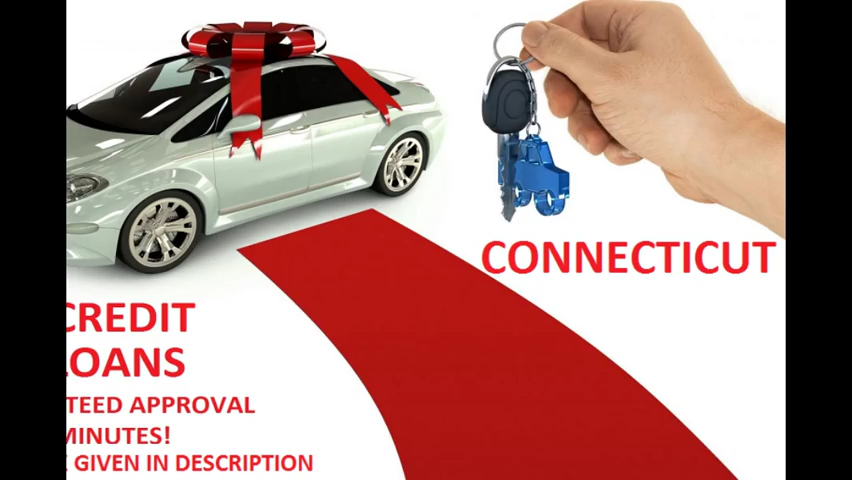 CONNECTICUT
CREDIT
LOANS
TEED APPROVAL
MINUTES!
GIVEN IN DESCRIPTION